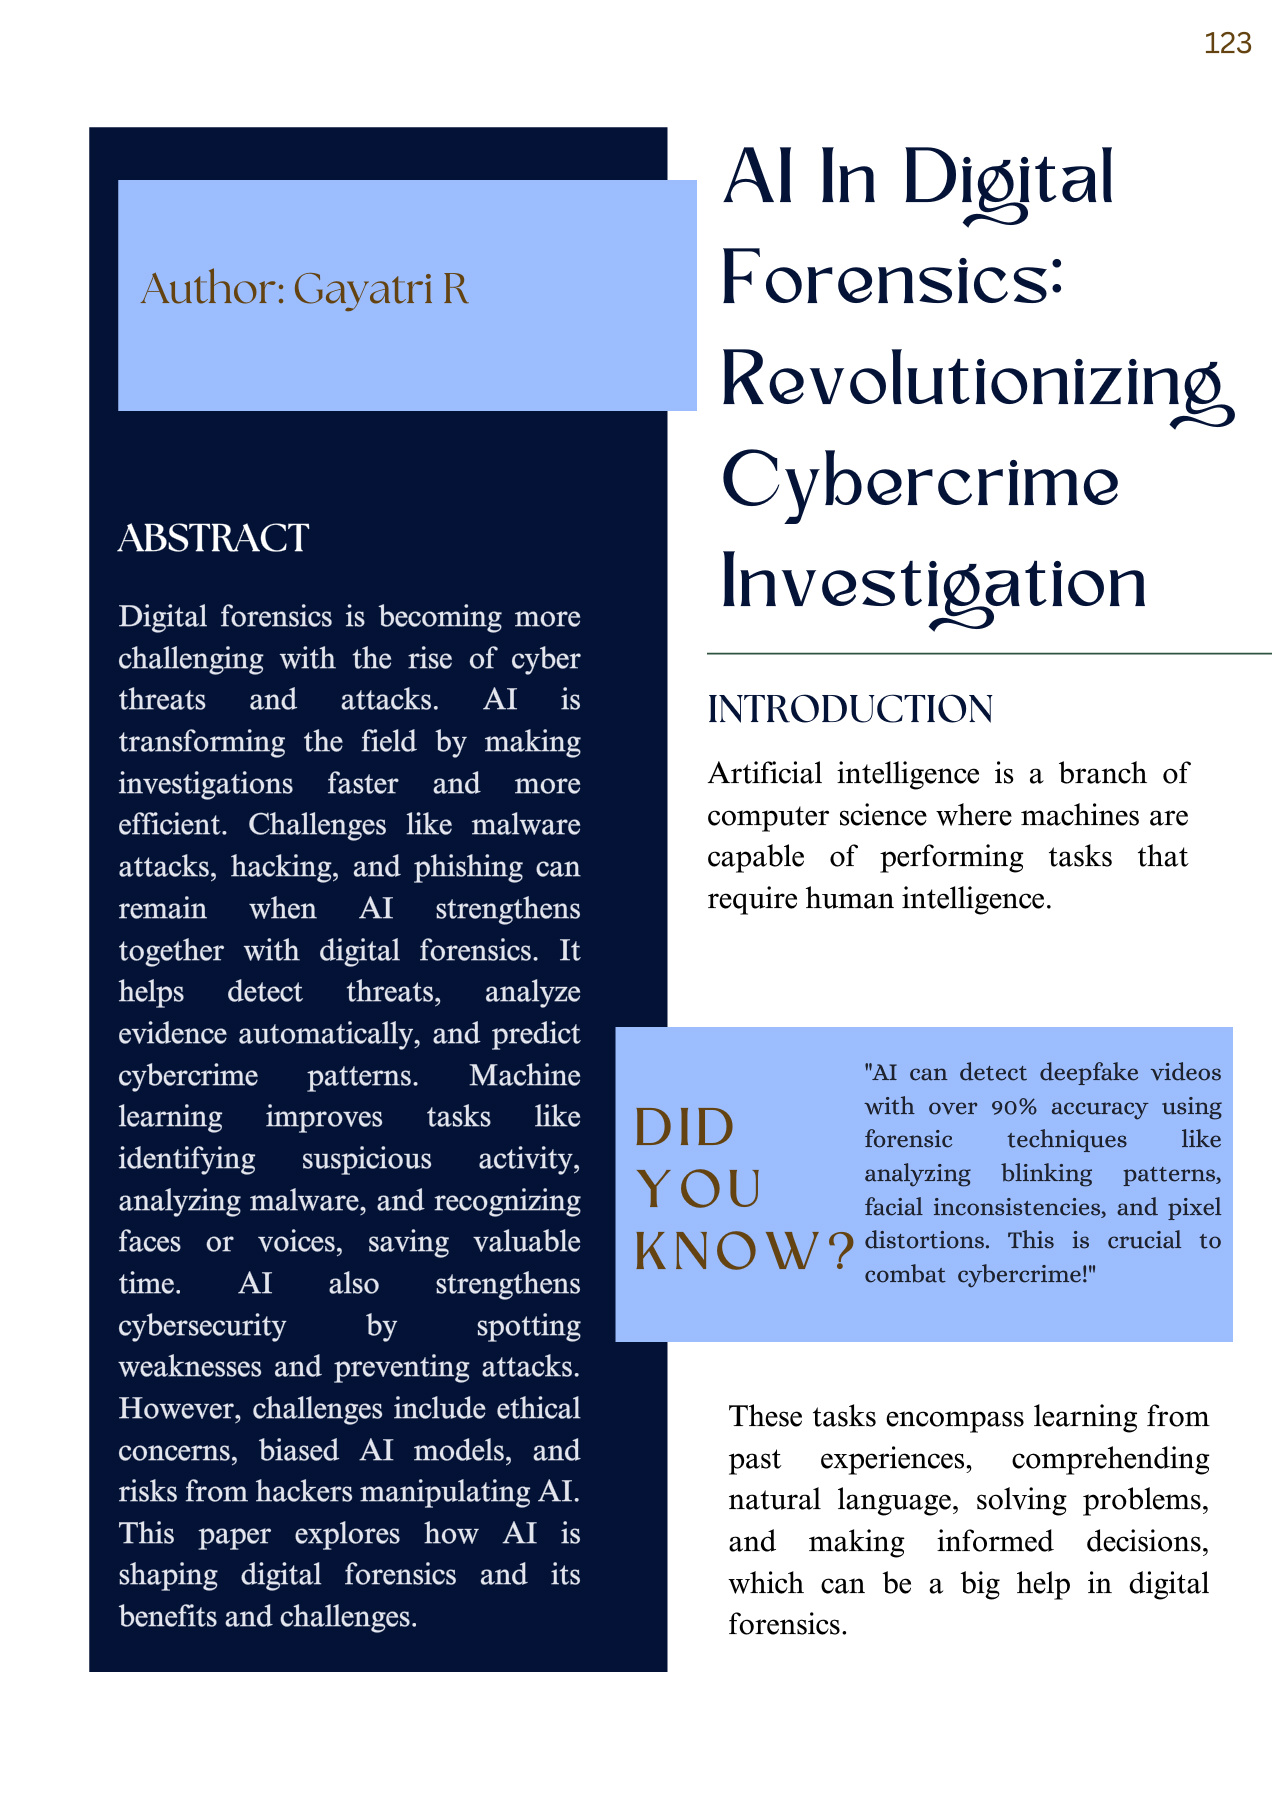 123
AI In Digital
Forensics:
Revolutionizing
Cybercrime
Investigation
Author: Gayatri R
ABSTRACT
Digital forensics is becoming more
challenging with the rise of cyber
threats and attacks. AI is
transforming the field by making
investigations faster and more
efficient. Challenges like malware
attacks, hacking, and phishing can
remain when AI strengthens
together with digital forensics. It
helps detect threats, analyze
evidence automatically, and predict
cybercrime patterns. Machine
learning improves tasks like
identifying suspicious activity,
analyzing malware, and recognizing
faces or voices, saving valuable
time. AI also strengthens
cybersecurity by spotting
weaknesses and preventing attacks.
However, challenges include ethical
concerns, biased AI models, and
risks from hackers manipulating AI.
This paper explores how AI is
shaping digital forensics and its
benefits and challenges.
INTRODUCTION
Artificial intelligence is a branch of
computer science where machines are
capable of performing tasks that
require human intelligence.
DID
YOU
KNOW?
"AI can detect deepfake videos
with over 90% accuracy using
forensic techniques like
analyzing blinking patterns,
facial inconsistencies, and pixel
distortions. This is crucial to
combat cybercrime!"
These tasks encompass learning from
past experiences, comprehending
natural language, solving problems,
and making informed decisions,
which can be a big help in digital
forensics.